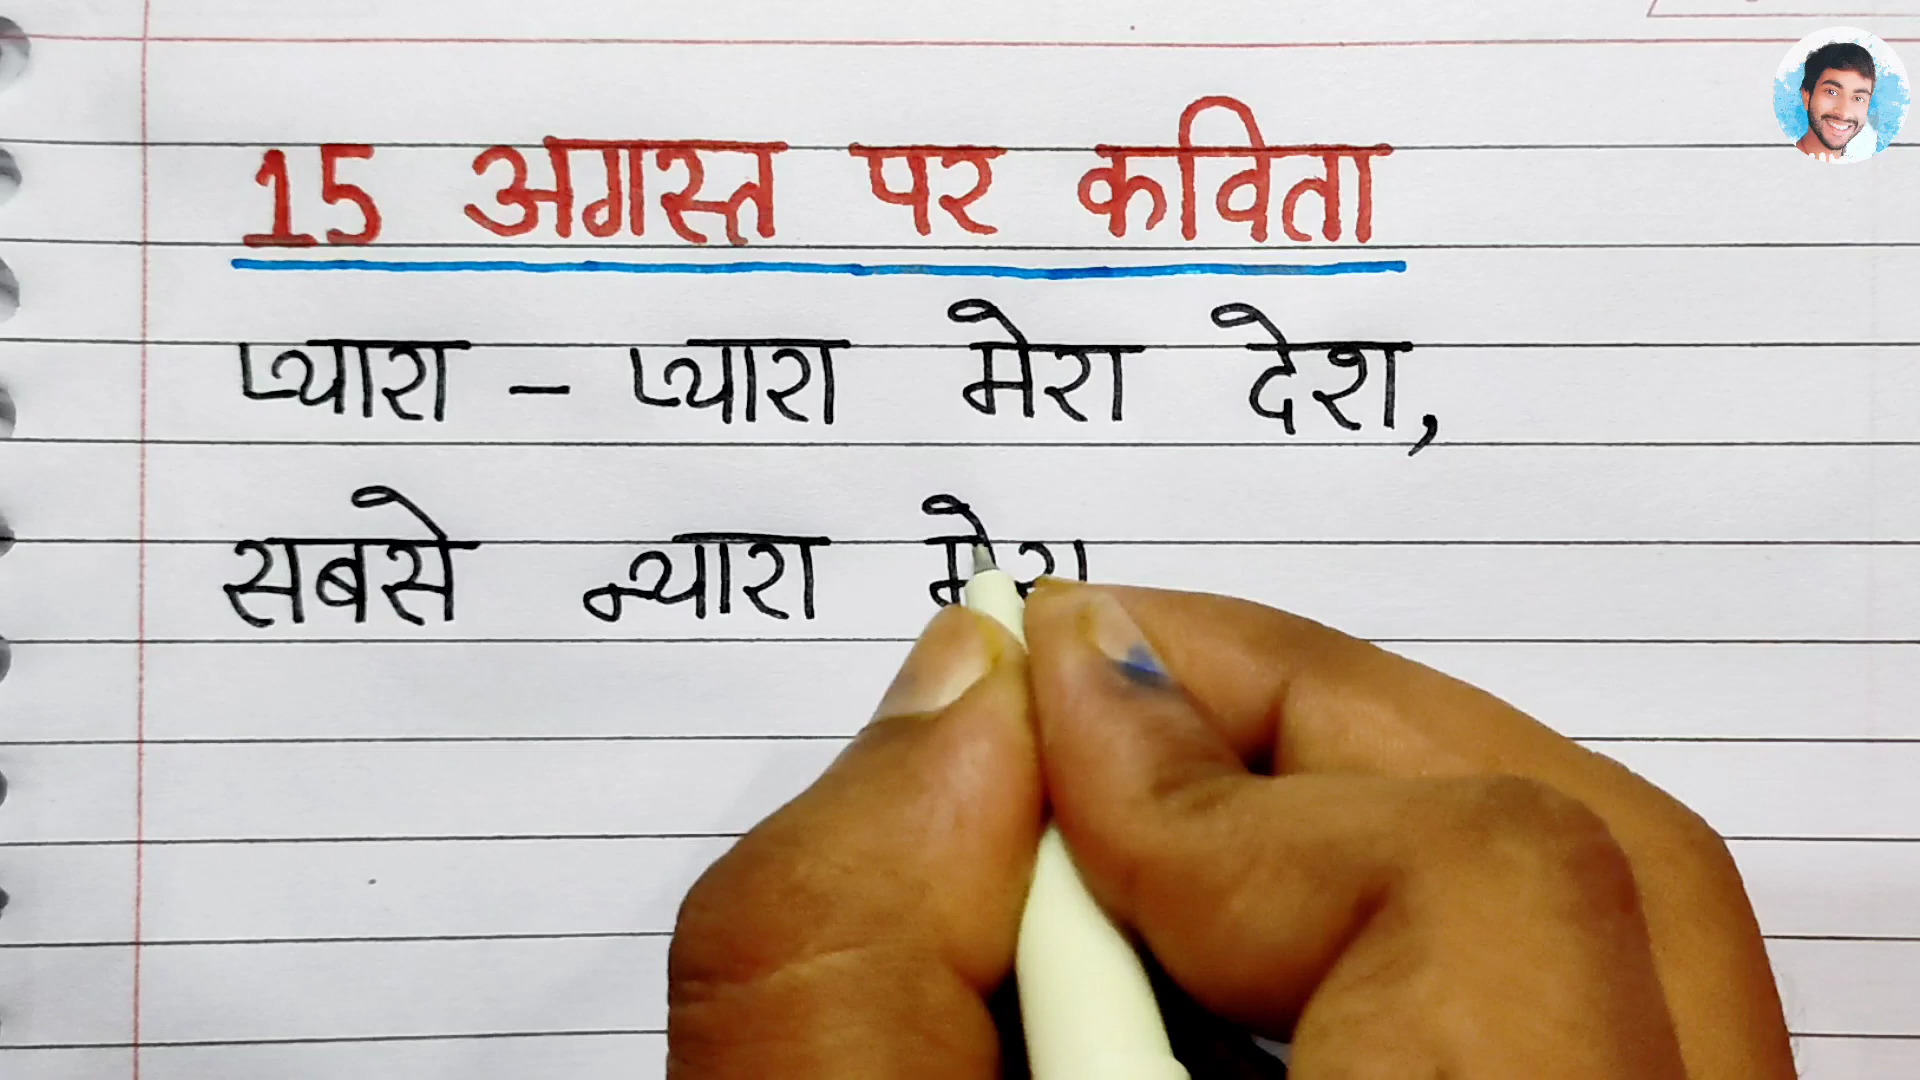 15 अगस्त पर कविता
प्यारा - प्यारा मेरा देश,
सबसे न्यारा मेरा